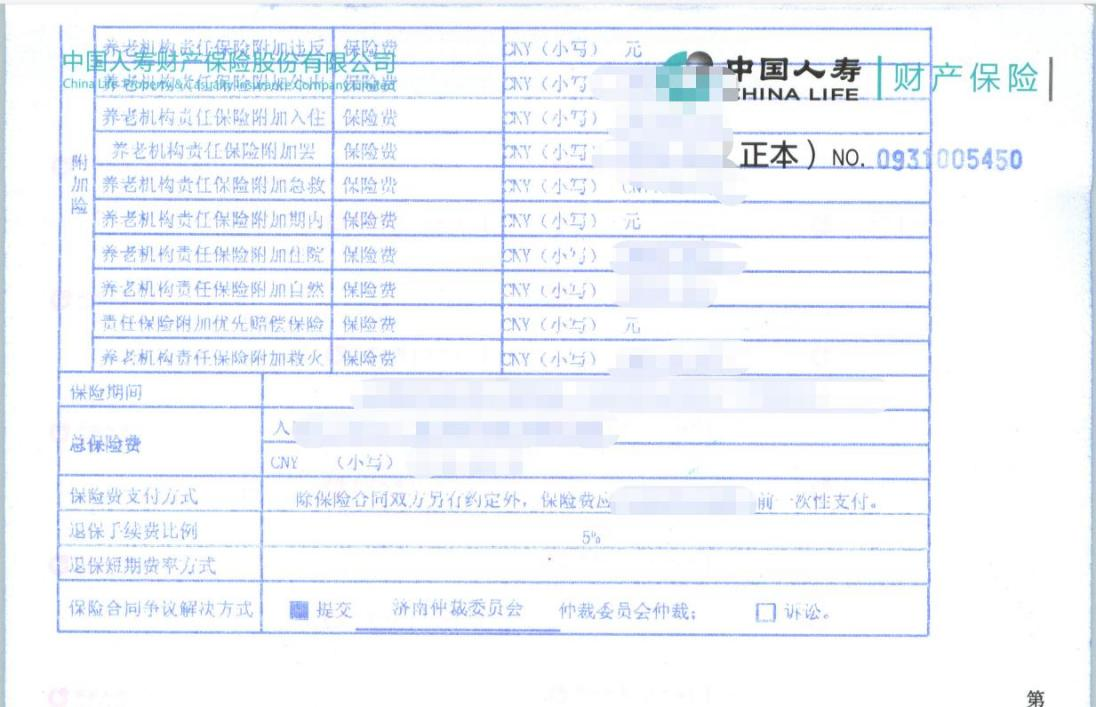 养老机构责任保险附加违反 保险费 CNY（小写） 元
中国人寿财产保险股份有限公司
China Life Property & Casualty Insurance Company Limited
中国人寿
CHINA LIFE
财产保险
保险费 CNY（小写
养老机构责任保险附加入住 保险费 CNY（小写）
养老机构责任保险附加罢 保险费 CNY（小写）
正本）NO. 0931005450
附加险
养老机构责任保险附加急救 保险费 CNY（小写）
养老机构责任保险附加期内 保险费 CNY（小写） 元
养老机构责任保险附加住院 保险费 CNY（小写）
养老机构责任保险附加自然 保险费 CNY（小写）
责任保险附加优先赔偿保险 保险费 CNY（小写） 元
养老机构责任保险附加救火 保险费 CNY（小写）
保险期间
总保险费 人
CNY （小写）
保险费支付方式 除保险合同双方另有约定外，保险费应 前一次性支付。
退保手续费比例 5%
退保短期费率方式
保险合同争议解决方式 提交 济南仲裁委员会 仲裁委员会仲裁； 诉讼。
第